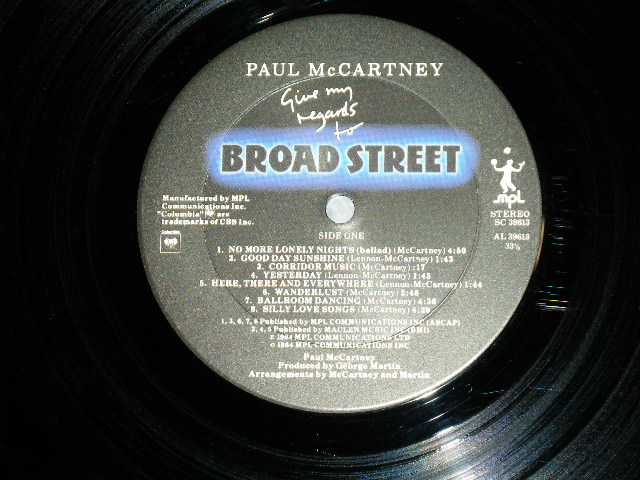 PAUL McCARTNEY
Give my
regards
to
BROAD STREET
Manufactured by MPL
Communications Inc.
"Columbia" are
trademarks of CBS Inc.
mpl
STEREO
SC 39613
AL 39613
33⅓
SIDE ONE
1. NO MORE LONELY NIGHTS (ballad) (McCartney) 4:50
2. GOOD DAY SUNSHINE (Lennon-McCartney) 1:43
3. CORRIDOR MUSIC (McCartney) :17
4. YESTERDAY (Lennon-McCartney) 1:43
5. HERE, THERE AND EVERYWHERE (Lennon-McCartney) 1:44
6. WANDERLUST (McCartney) 2:48
7. BALLROOM DANCING (McCartney) 4:36
8. SILLY LOVE SONGS (McCartney) 4:29
1, 3, 6, 7, 8 Published by MPL COMMUNICATIONS INC (ASCAP)
2, 4, 5 Published by MACLEN MUSIC INC (BMI)
℗ 1984 MPL COMMUNICATIONS LTD
© 1984 MPL COMMUNICATIONS INC
Paul McCartney
Produced by George Martin
Arrangements by McCartney and Martin